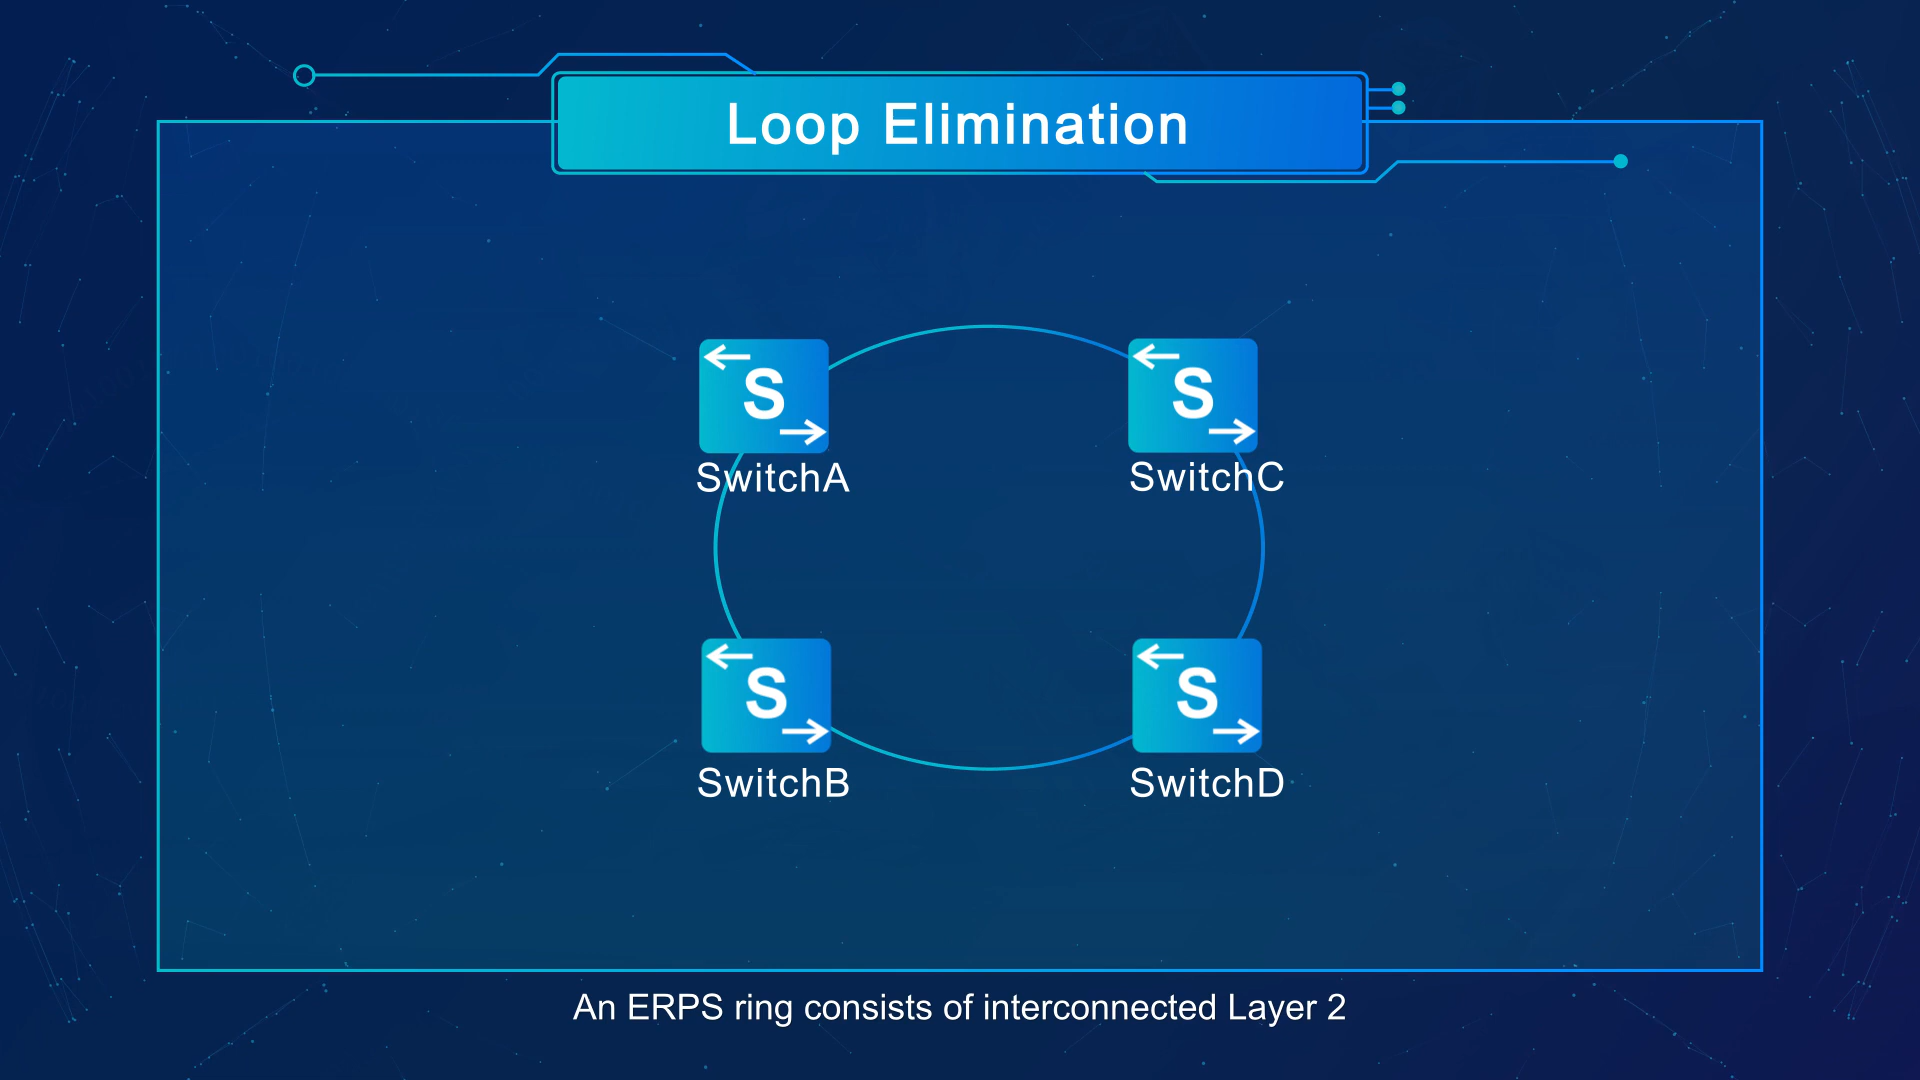 Loop Elimination
S
S
SwitchA
SwitchC
S
S
SwitchB
SwitchD
An ERPS ring consists of interconnected Layer 2